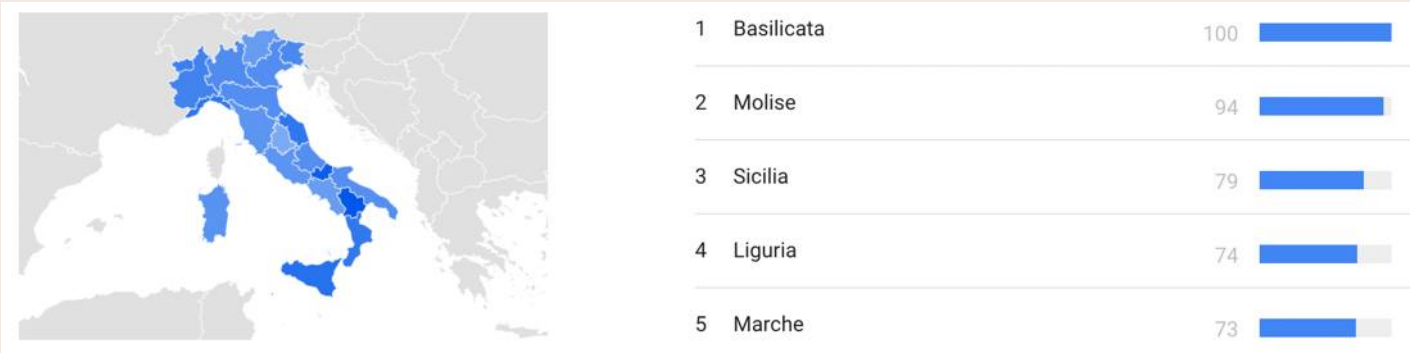 1 Basilicata 100
2 Molise 94
3 Sicilia 79
4 Liguria 74
5 Marche 73